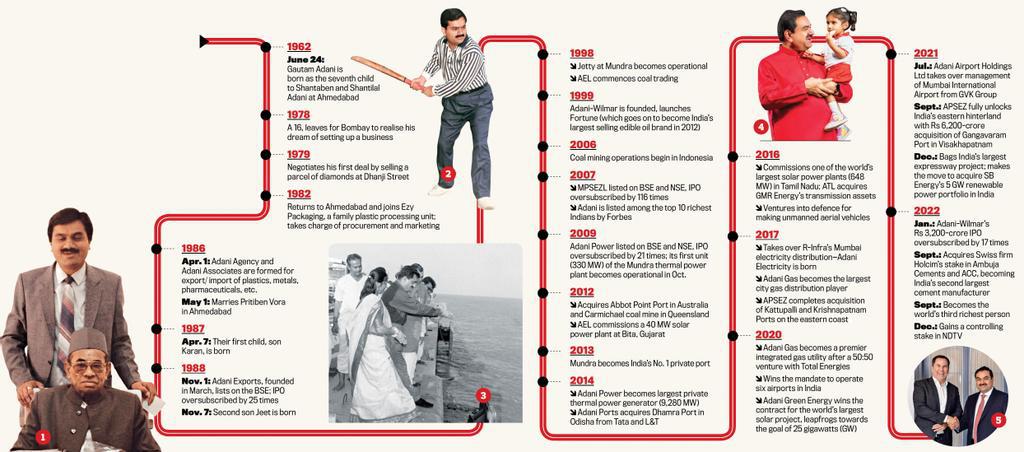 1962
June 24:
Gautam Adani is
born as the seventh child
to Shantaben and Shantilal
Adani at Ahmedabad
1978
A 16, leaves for Bombay to realise his
dream of setting up a business
1979
Negotiates his first deal by selling a
parcel of diamonds at Dhanji Street
1982
Returns to Ahmedabad and joins Ezy
Packaging, a family plastic processing unit;
takes charge of procurement and marketing
1986
Apr. 1: Adani Agency and
Adani Associates are formed for
export/ import of plastics, metals,
pharmaceuticals, etc.
May 1: Marries Pritiben Vora
in Ahmedabad
1987
Apr. 7: Their first child, son
Karan, is born
1988
Nov. 1: Adani Exports, founded
in March, lists on the BSE; IPO
oversubscribed by 25 times
Nov. 7: Second son Jeet is born
1
2
3
1998
Jetty at Mundra becomes operational
AEL commences coal trading
1999
Adani-Wilmar is founded, launches
Fortune (which goes on to become India's
largest selling edible oil brand in 2012)
2006
Coal mining operations begin in Indonesia
2007
MPSEZL listed on BSE and NSE, IPO
oversubscribed by 116 times
Adani is listed among the top 10 richest
Indians by Forbes
2009
Adani Power listed on BSE and NSE, IPO
oversubscribed by 21 times; its first unit
(330 MW) of the Mundra thermal power
plant becomes operational in Oct.
2012
Acquires Abbot Point Port in Australia
and Carmichael coal mine in Queensland
AEL commissions a 40 MW solar
power plant at Bita, Gujarat
2013
Mundra becomes India's No. 1 private port
2014
Adani Power becomes largest private
thermal power generator (9,280 MW)
Adani Ports acquires Dhamra Port in
Odisha from Tata and L&T
4
2016
Commissions one of the world's
largest solar power plants (648
MW) in Tamil Nadu; ATL acquires
GMR Energy's transmission assets
Ventures into defence for
making unmanned aerial vehicles
2017
Takes over R-Infra's Mumbai
electricity distribution–Adani
Electricity is born
Adani Gas becomes the largest
city gas distribution player
APSEZ completes acquisition
of Kattupalli and Krishnapatnam
Ports on the eastern coast
2020
Adani Gas becomes a premier
integrated gas utility after a 50:50
venture with Total Energies
Wins the mandate to operate
six airports in India
Adani Green Energy wins the
contract for the world's largest
solar project, leapfrogs towards
the goal of 25 gigawatts (GW)
2021
Jul.: Adani Airport Holdings
Ltd takes over management
of Mumbai International
Airport from GVK Group
Sept.: APSEZ fully unlocks
India's eastern hinterland
with Rs 6,200-crore
acquisition of Gangavaram
Port in Visakhapatnam
Dec.: Bags India's largest
expressway project; makes
the move to acquire SB
Energy's 5 GW renewable
power portfolio in India
2022
Jan.: Adani-Wilmar's
Rs 3,200-crore IPO
oversubscribed by 17 times
Sept.: Acquires Swiss firm
Holcim's stake in Ambuja
Cements and ACC, becoming
India's second largest
cement manufacturer
Sept.: Becomes the
world's third richest person
Dec.: Gains a controlling
stake in NDTV
5